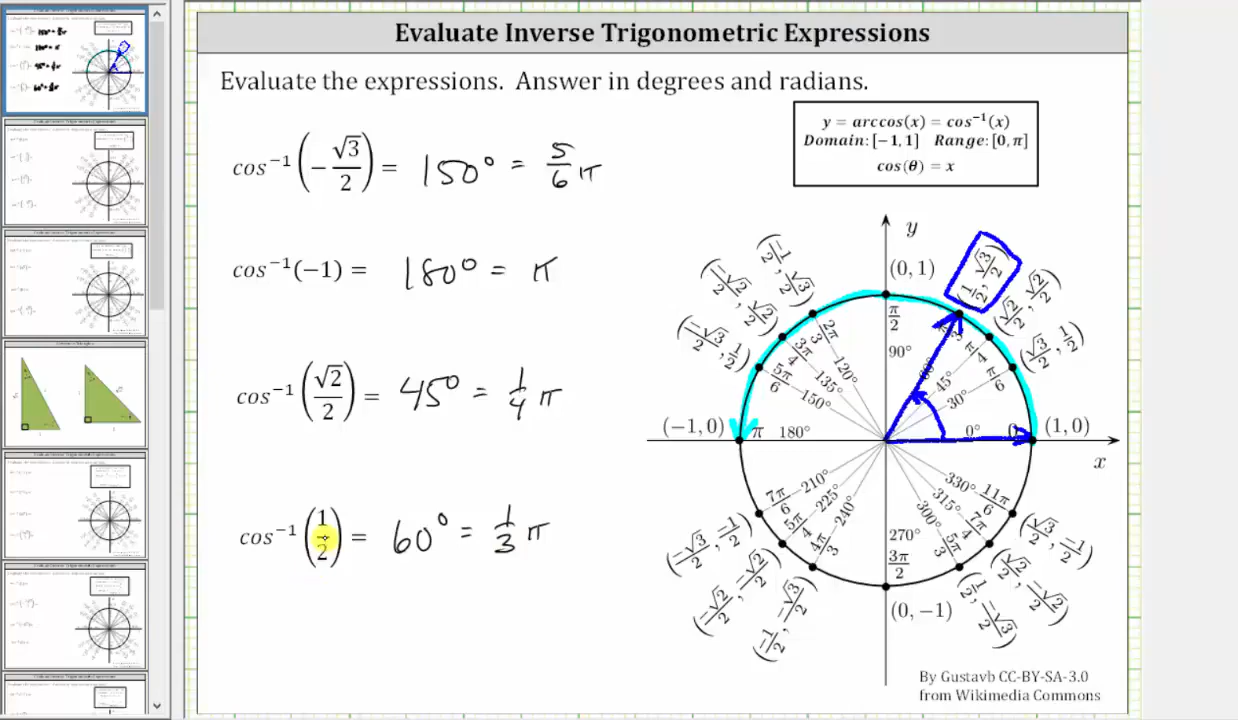 Evaluate Inverse Trigonometric Expressions
Evaluate the expressions. Answer in degrees and radians.
y = arccos(x) = cos⁻¹(x)
Domain: [−1, 1] Range: [0, π]
cos(θ) = x
cos⁻¹(−√3/2) = 150° = 5/6 π
cos⁻¹(−1) = 180° = π
cos⁻¹(√2/2) = 45° = 1/4 π
cos⁻¹(1/2) = 60° = 1/3 π
y
(0, 1)
(−1/2, √3/2)
(1/2, √3/2)
(−√2/2, √2/2)
(√2/2, √2/2)
(−√3/2, 1/2)
(√3/2, 1/2)
π/2
90°
2π/3
120°
π/3
60°
3π/4
135°
π/4
45°
5π/6
150°
π/6
30°
(−1, 0)
π
180°
0°
0
(1, 0)
x
7π/6
210°
330°
11π/6
5π/4
225°
315°
7π/4
4π/3
240°
300°
5π/3
270°
3π/2
(−√3/2, −1/2)
(√3/2, −1/2)
(−√2/2, −√2/2)
(√2/2, −√2/2)
(−1/2, −√3/2)
(1/2, −√3/2)
(0, −1)
By Gustavb CC-BY-SA-3.0
from Wikimedia Commons